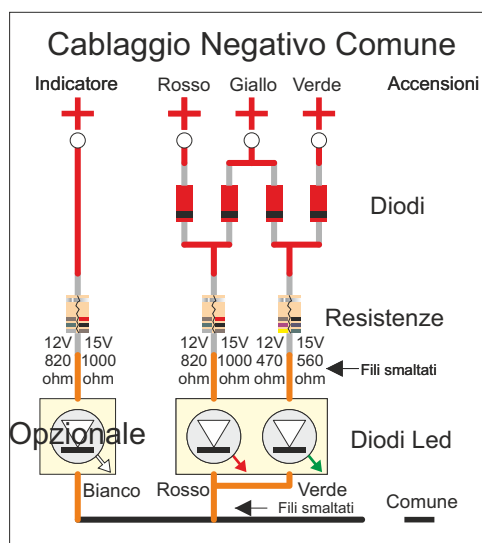 Cablaggio Negativo Comune
Indicatore Rosso Giallo Verde Accensioni
Diodi
Resistenze
12V 15V 12V 15V 12V 15V
820 1000 820 1000 470 560
ohm ohm ohm ohm ohm ohm
Fili smaltati
Opzionale
Diodi Led
Bianco Rosso Verde
Fili smaltati
Comune